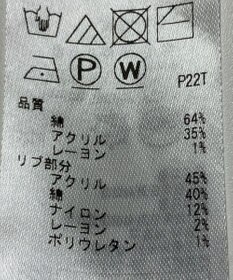 P W
P22T
品質
綿 64%
アクリル 35%
レーヨン 1%
リブ部分
アクリル 45%
綿 40%
ナイロン 12%
レーヨン 2%
ポリウレタン 1%